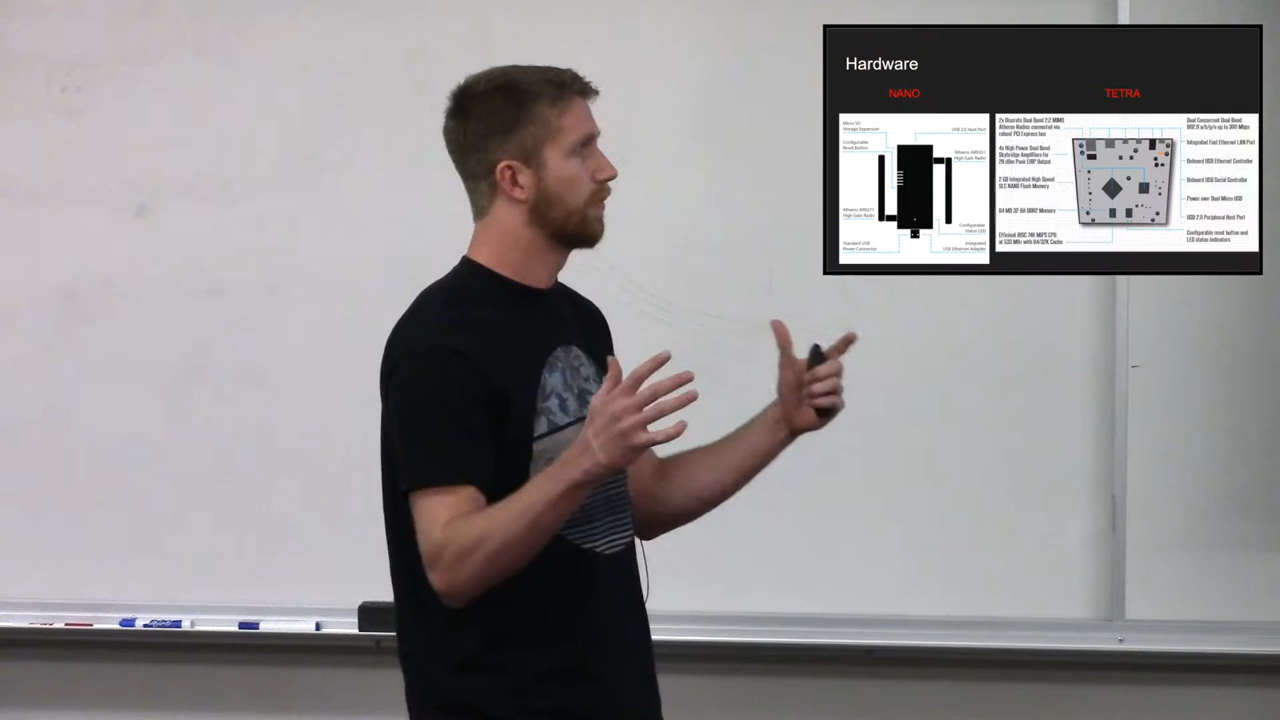 Hardware
NANO
TETRA
Micro SD
Storage Expansion
USB 2.0 Host Port
Configurable
Reset Button
Atheros AR9331
High Gain Radio
Atheros AR9271
High Gain Radio
Configurable
Status LED
Standard USB
Power Connector
Integrated
USB Ethernet Adapter
2x Discrete Dual Band 2:2 MIMO
Atheros Radios connected via
robust PCI Express bus
4x High Power Dual Band
Skybridge Amplifiers for
29 dBm Peak EIRP Output
2 GB Integrated High Speed
SLC NAND Flash Memory
64 MB 32-bit DDR2 Memory
Efficient RISC 74K MIPS CPU
at 533 MHz with 64/32K Cache
Dual Concurrent Dual Band
802.11 a/b/g/n up to 300 Mbps
Integrated Fast Ethernet LAN Port
Onboard USB Ethernet Controller
Onboard USB Serial Controller
Power over Dual Micro USB
USB 2.0 Peripheral Host Port
Configurable reset button and
LED status indicators